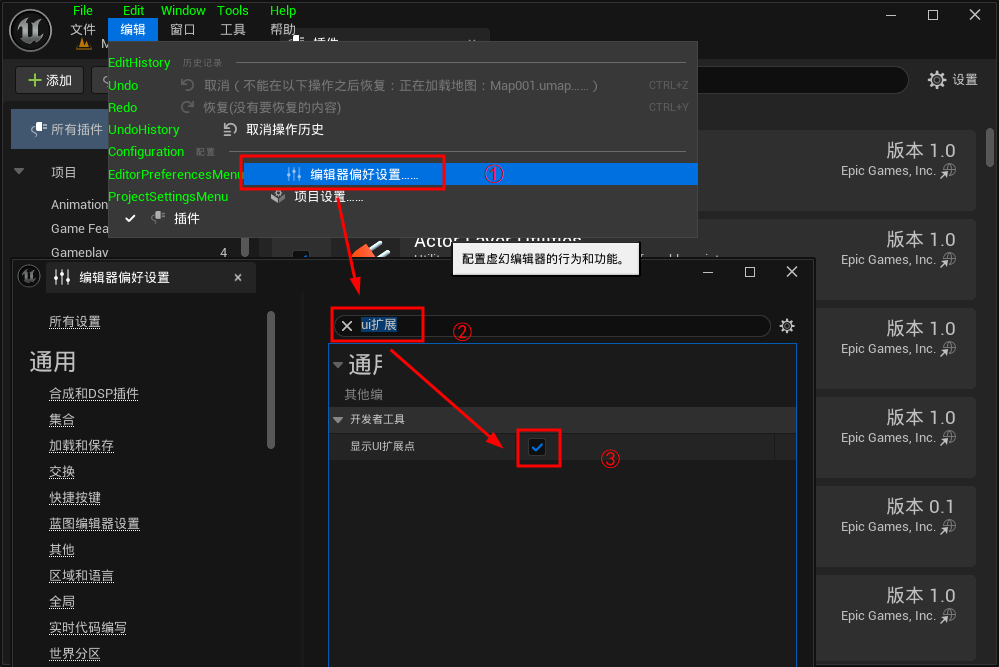 File Edit Window Tools Help
文件 编辑 窗口 工具 帮助
插件
M
添加
设置
EditHistory 历史记录
Undo 取消（不能在以下操作之后恢复：正在加载地图：Map001.umap……） CTRL+Z
Redo 恢复(没有要恢复的内容) CTRL+Y
UndoHistory 取消操作历史
Configuration 配置
EditorPreferencesMenu 编辑器偏好设置…… ①
ProjectSettingsMenu 项目设置……
插件
所有插件
项目
Animation
Game Fea
Gameplay 4
Actor Layer Utilities
配置虚幻编辑器的行为和功能。
版本 1.0
Epic Games, Inc.
版本 1.0
Epic Games, Inc.
版本 1.0
Epic Games, Inc.
版本 1.0
Epic Games, Inc.
版本 0.1
Epic Games, Inc.
版本 1.0
Epic Games, Inc.
编辑器偏好设置
所有设置
通用
合成和DSP插件
集合
加载和保存
交换
快捷按键
蓝图编辑器设置
其他
区域和语言
全局
实时代码编写
世界分区
ui扩展 ②
通用
其他编
开发者工具
显示UI扩展点 ③